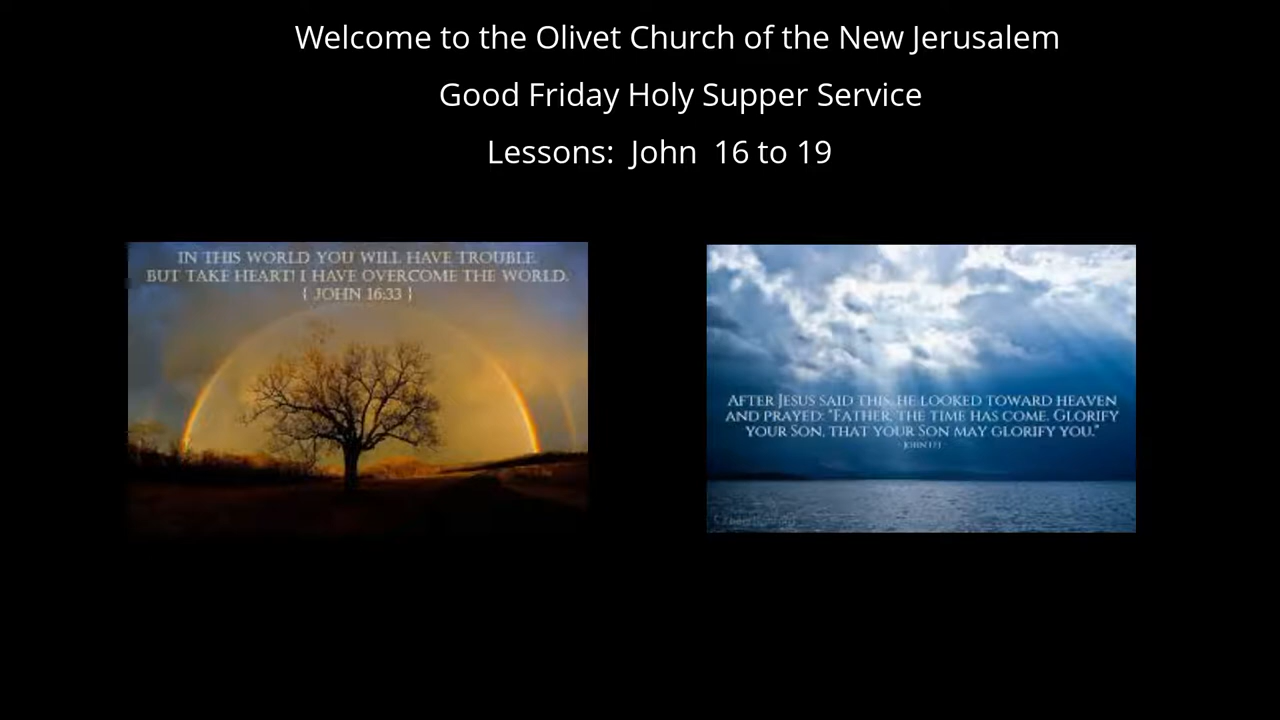 Welcome to the Olivet Church of the New Jerusalem
Good Friday Holy Supper Service
Lessons: John 16 to 19
IN THIS WORLD YOU WILL HAVE TROUBLE.
BUT TAKE HEART! I HAVE OVERCOME THE WORLD.
{ JOHN 16:33 }
AFTER JESUS SAID THIS, HE LOOKED TOWARD HEAVEN
AND PRAYED: "FATHER, THE TIME HAS COME. GLORIFY
YOUR SON, THAT YOUR SON MAY GLORIFY YOU."
- JOHN 17:1 -